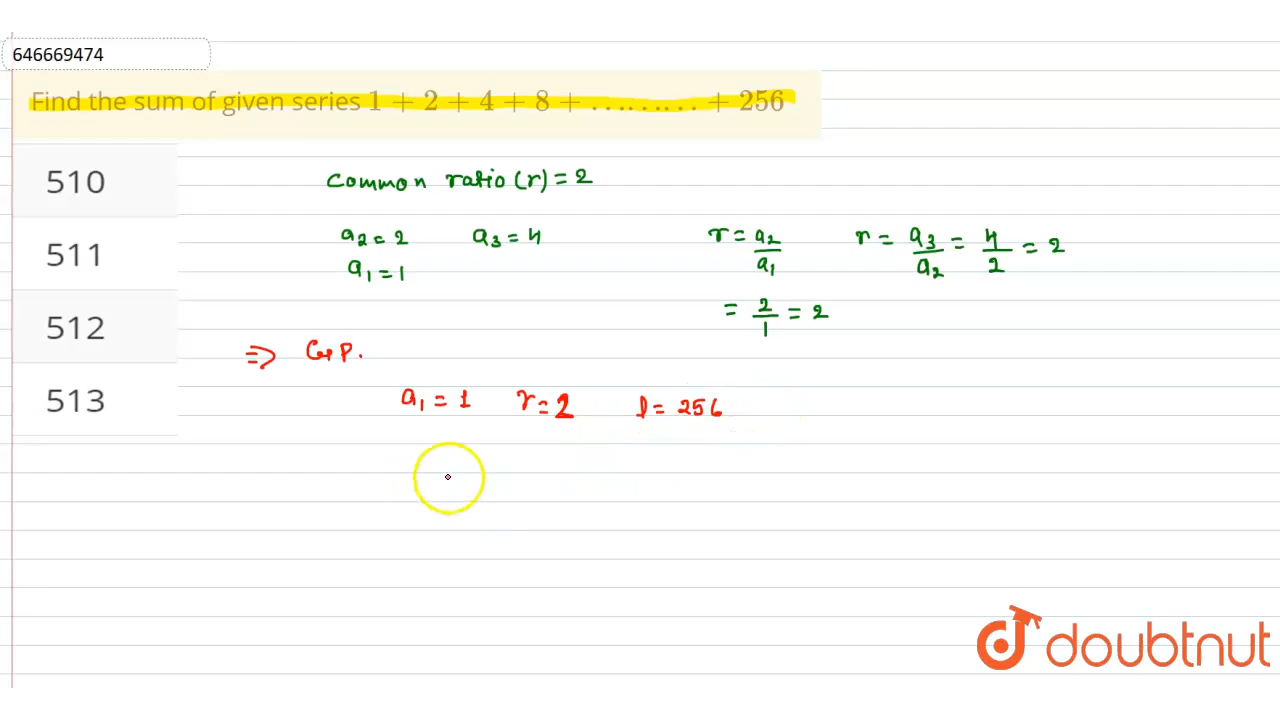 646669474
Find the sum of given series 1 + 2 + 4 + 8 + ……… + 256
510
511
512
513
Common ratio (r) = 2
a₂ = 2 a₃ = 4 r = a₂/a₁ r = a₃/a₂ = 4/2 = 2
a₁ = 1
= 2/1 = 2
⇒ G.P.
a₁ = 1 r = 2 l = 256
doubtnut